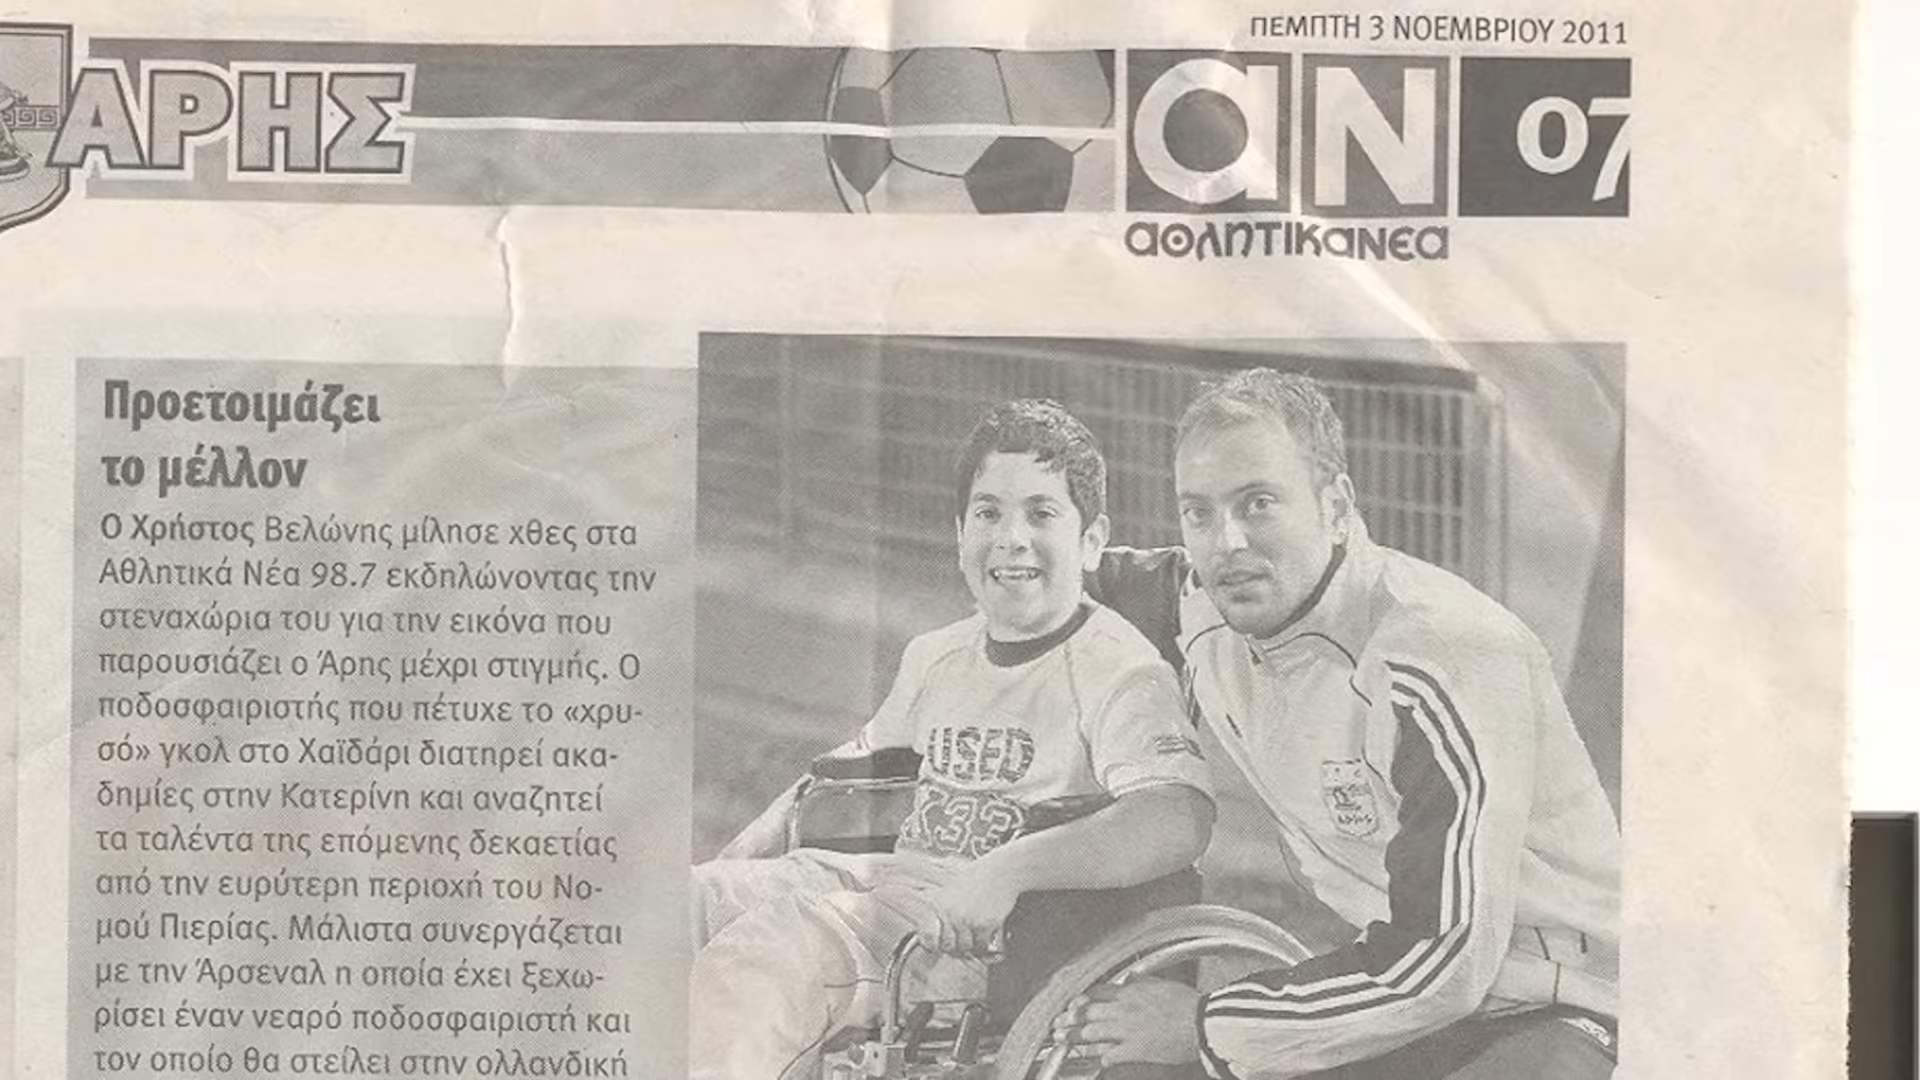 ΠΕΜΠΤΗ 3 ΝΟΕΜΒΡΙΟΥ 2011
ΑΡΗΣ
αΝ 07
αθλητικανεα
Προετοιμάζει
το μέλλον
Ο Χρήστος Βελώνης μίλησε χθες στα
Αθλητικά Νέα 98.7 εκδηλώνοντας την
στεναχώρια του για την εικόνα που
παρουσιάζει ο Άρης μέχρι στιγμής. Ο
ποδοσφαιριστής που πέτυχε το «χρυ-
σό» γκολ στο Χαϊδάρι διατηρεί ακα-
δημίες στην Κατερίνη και αναζητεί
τα ταλέντα της επόμενης δεκαετίας
από την ευρύτερη περιοχή του Νο-
μού Πιερίας. Μάλιστα συνεργάζεται
με την Άρσεναλ η οποία έχει ξεχω-
ρίσει έναν νεαρό ποδοσφαιριστή και
τον οποίο θα στείλει στην ολλανδική
USED
733
ΑΡΗΣ